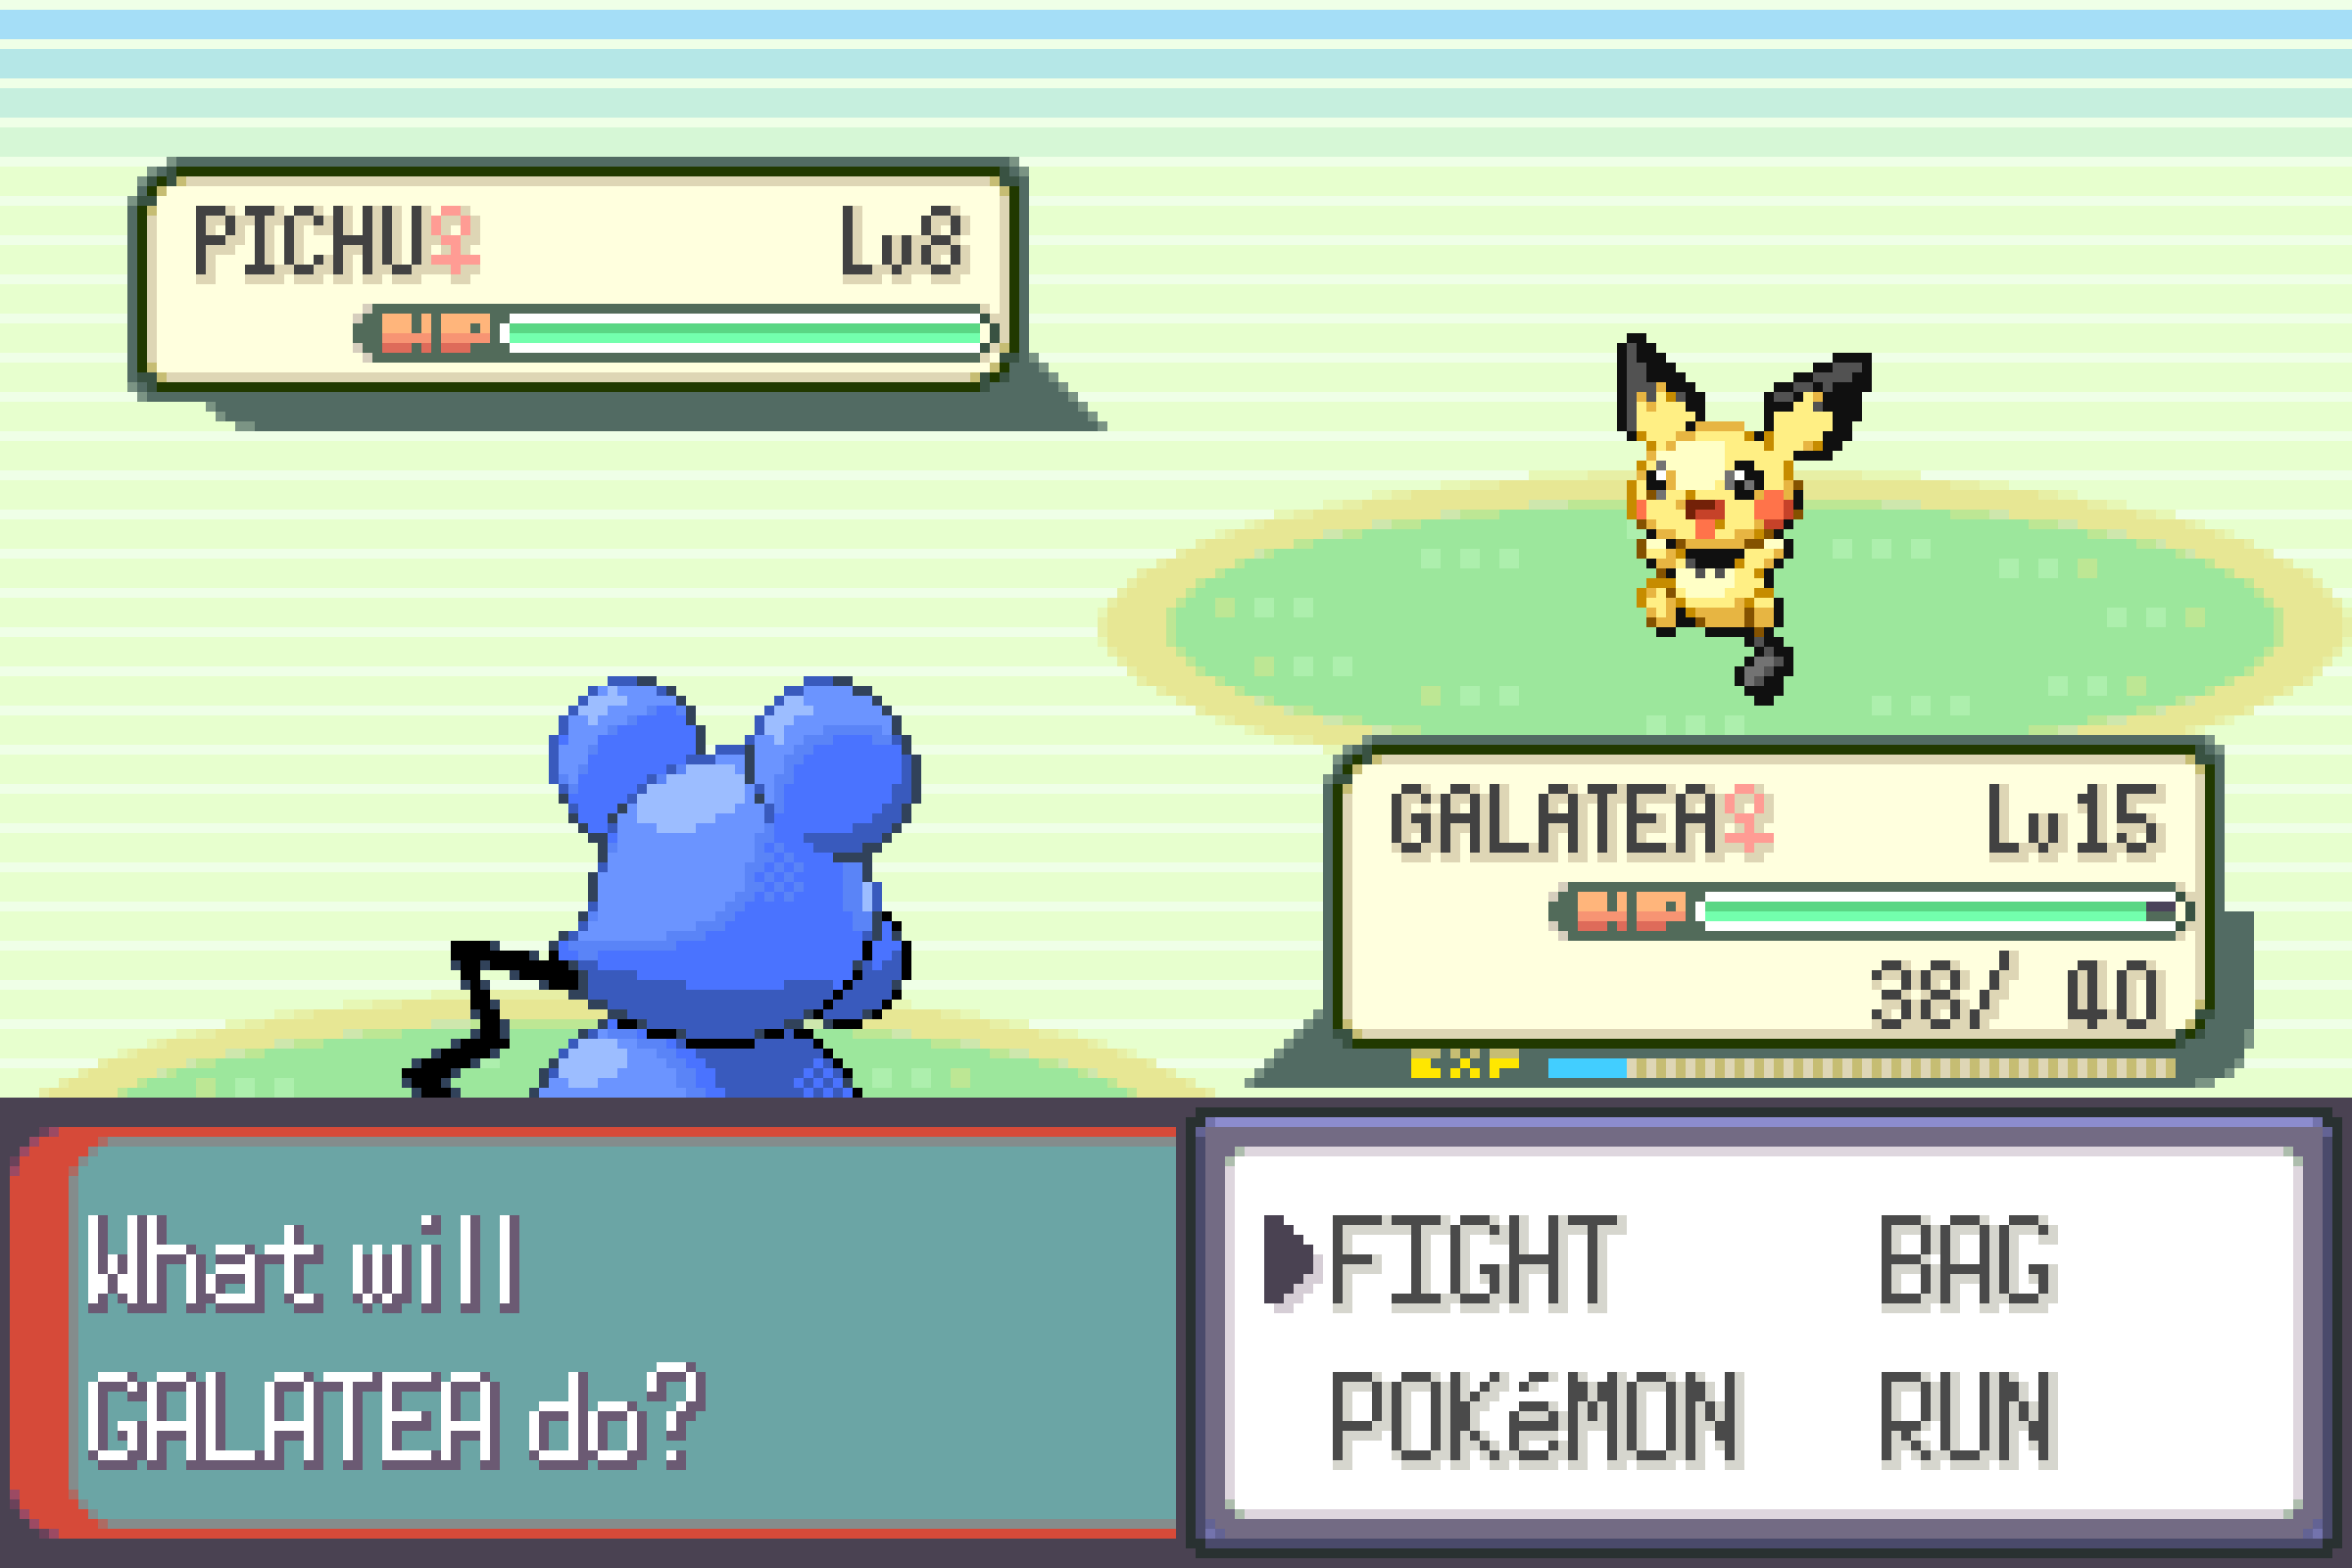 PICHU♀ Lv8
HP
GALATEA♀ Lv15
HP
38/ 40
EXP
What will
GALATEA do?
▶FIGHT BAG
POKéMON RUN